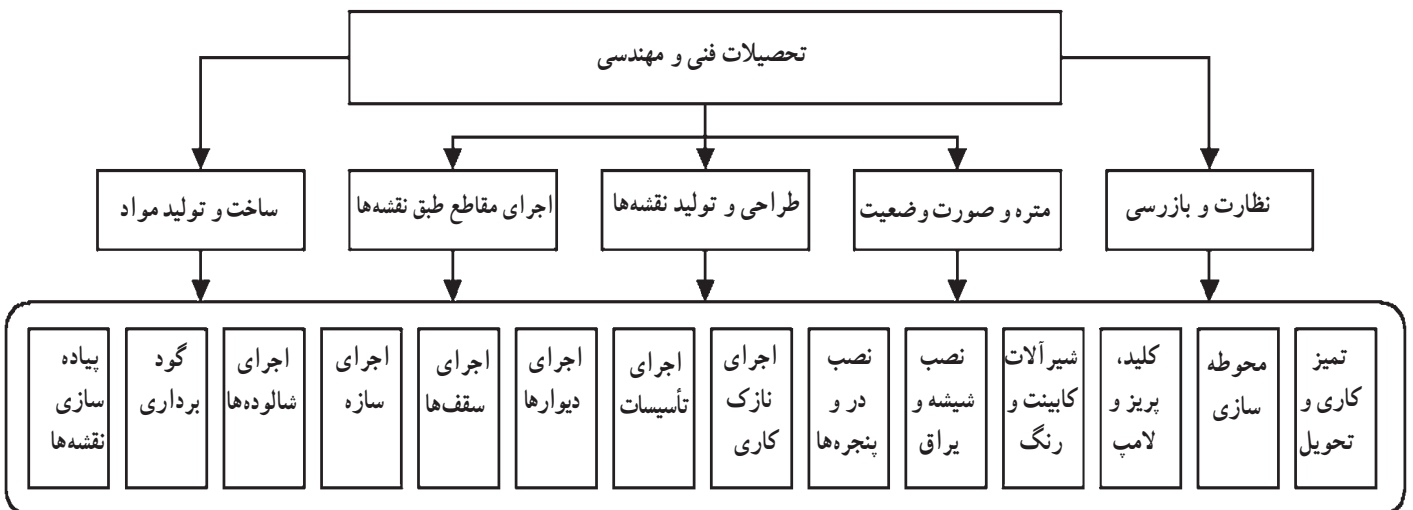 تحصیلات فنی و مهندسی
نظارت و بازرسی
متره و صورت وضعیت
طراحی و تولید نقشه‌ها
اجرای مقاطع طبق نقشه‌ها
ساخت و تولید مواد
تمیز
کاری و
تحویل
محوطه
سازی
کلید،
پریز و
لامپ
شیرآلات
کابینت و
رنگ
نصب
شیشه و
یراق
نصب
در و
پنجره‌ها
اجرای
نازک
کاری
اجرای
تأسیسات
اجرای
دیوارها
اجرای
سقف‌ها
اجرای
سازه
اجرای
شالوده‌ها
گود
برداری
پیاده
سازی
نقشه‌ها